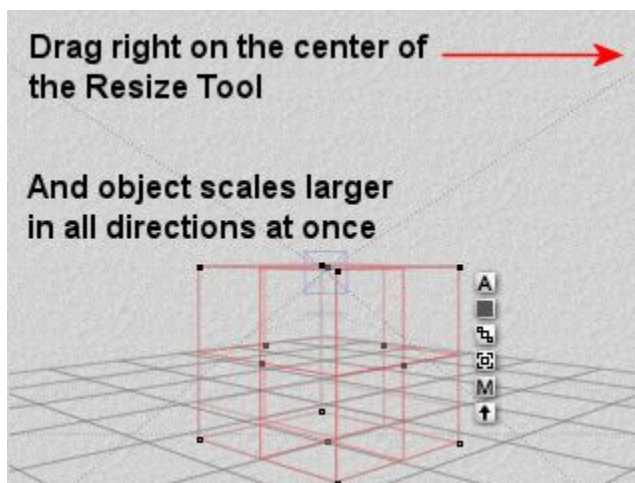 Drag right on the center of
the Resize Tool
And object scales larger
in all directions at once
A
M